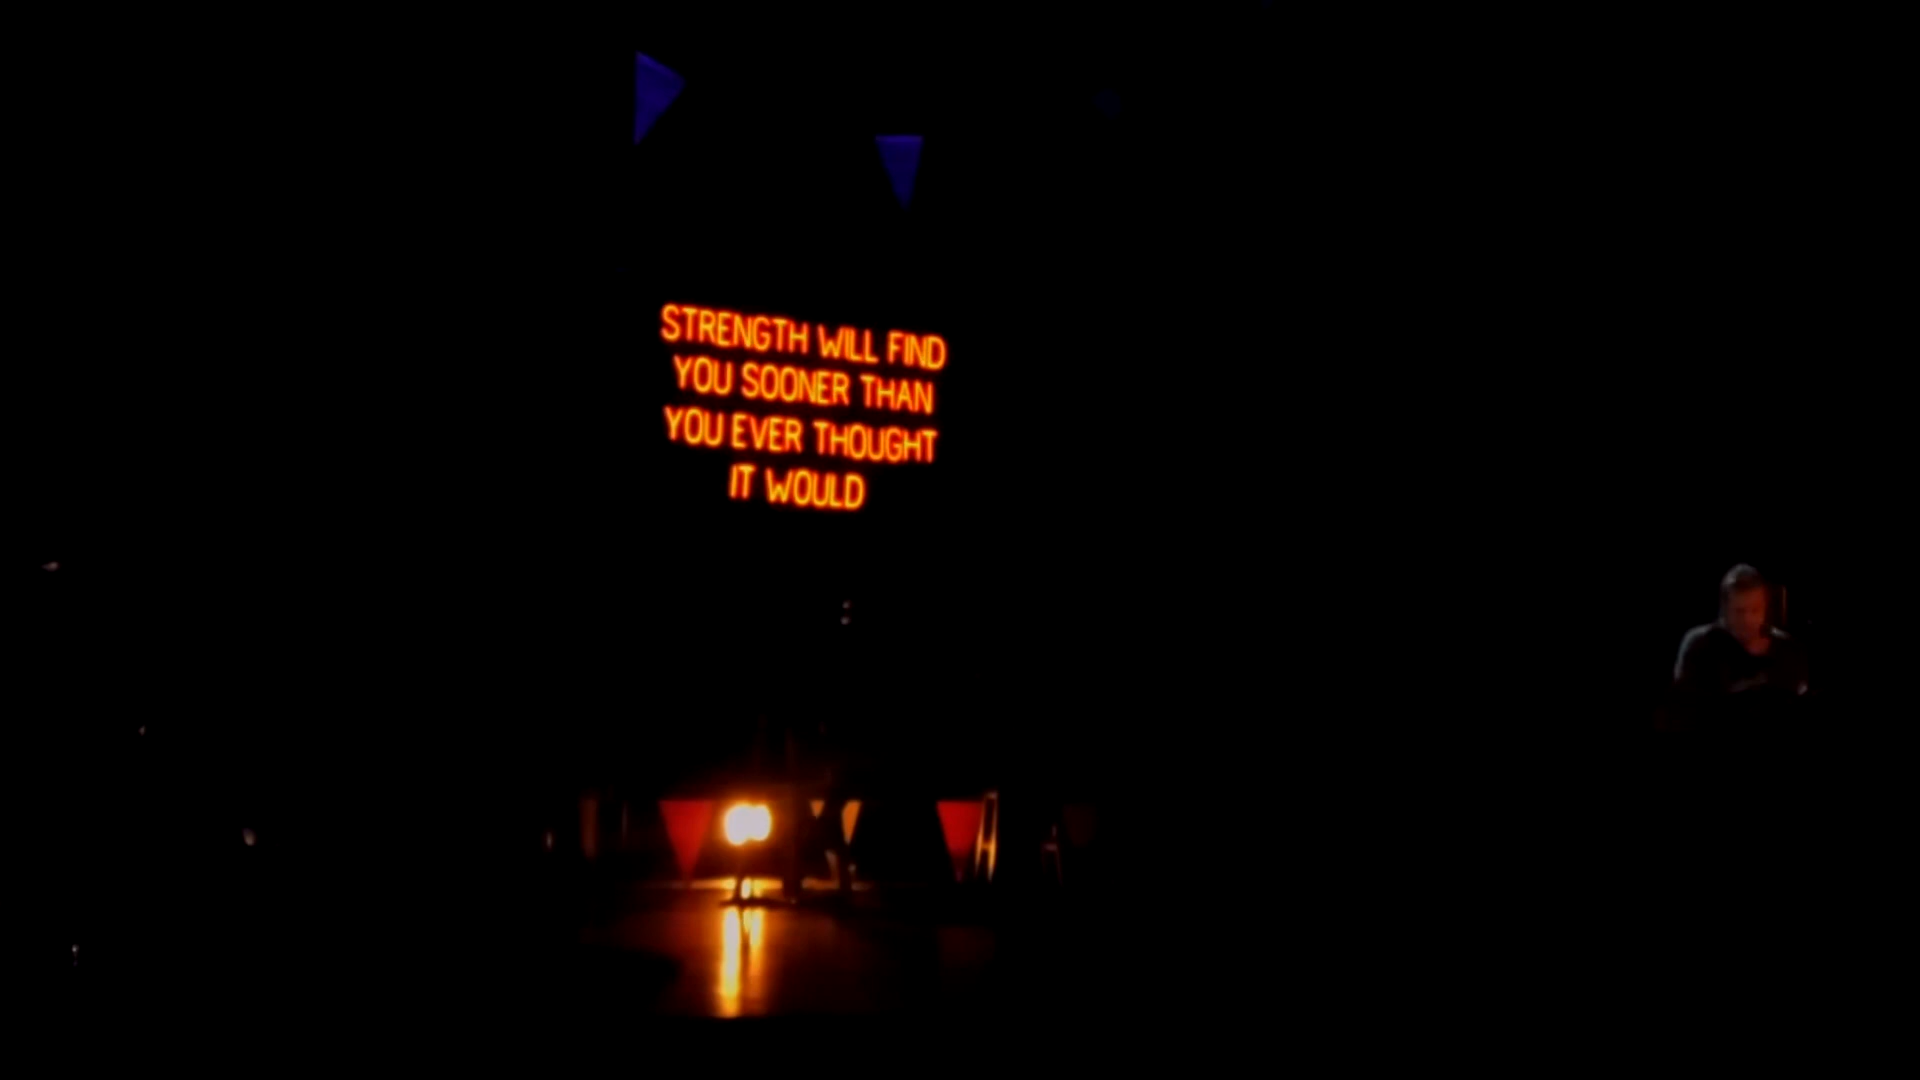 STRENGTH WILL FIND
YOU SOONER THAN
YOU EVER THOUGHT
IT WOULD